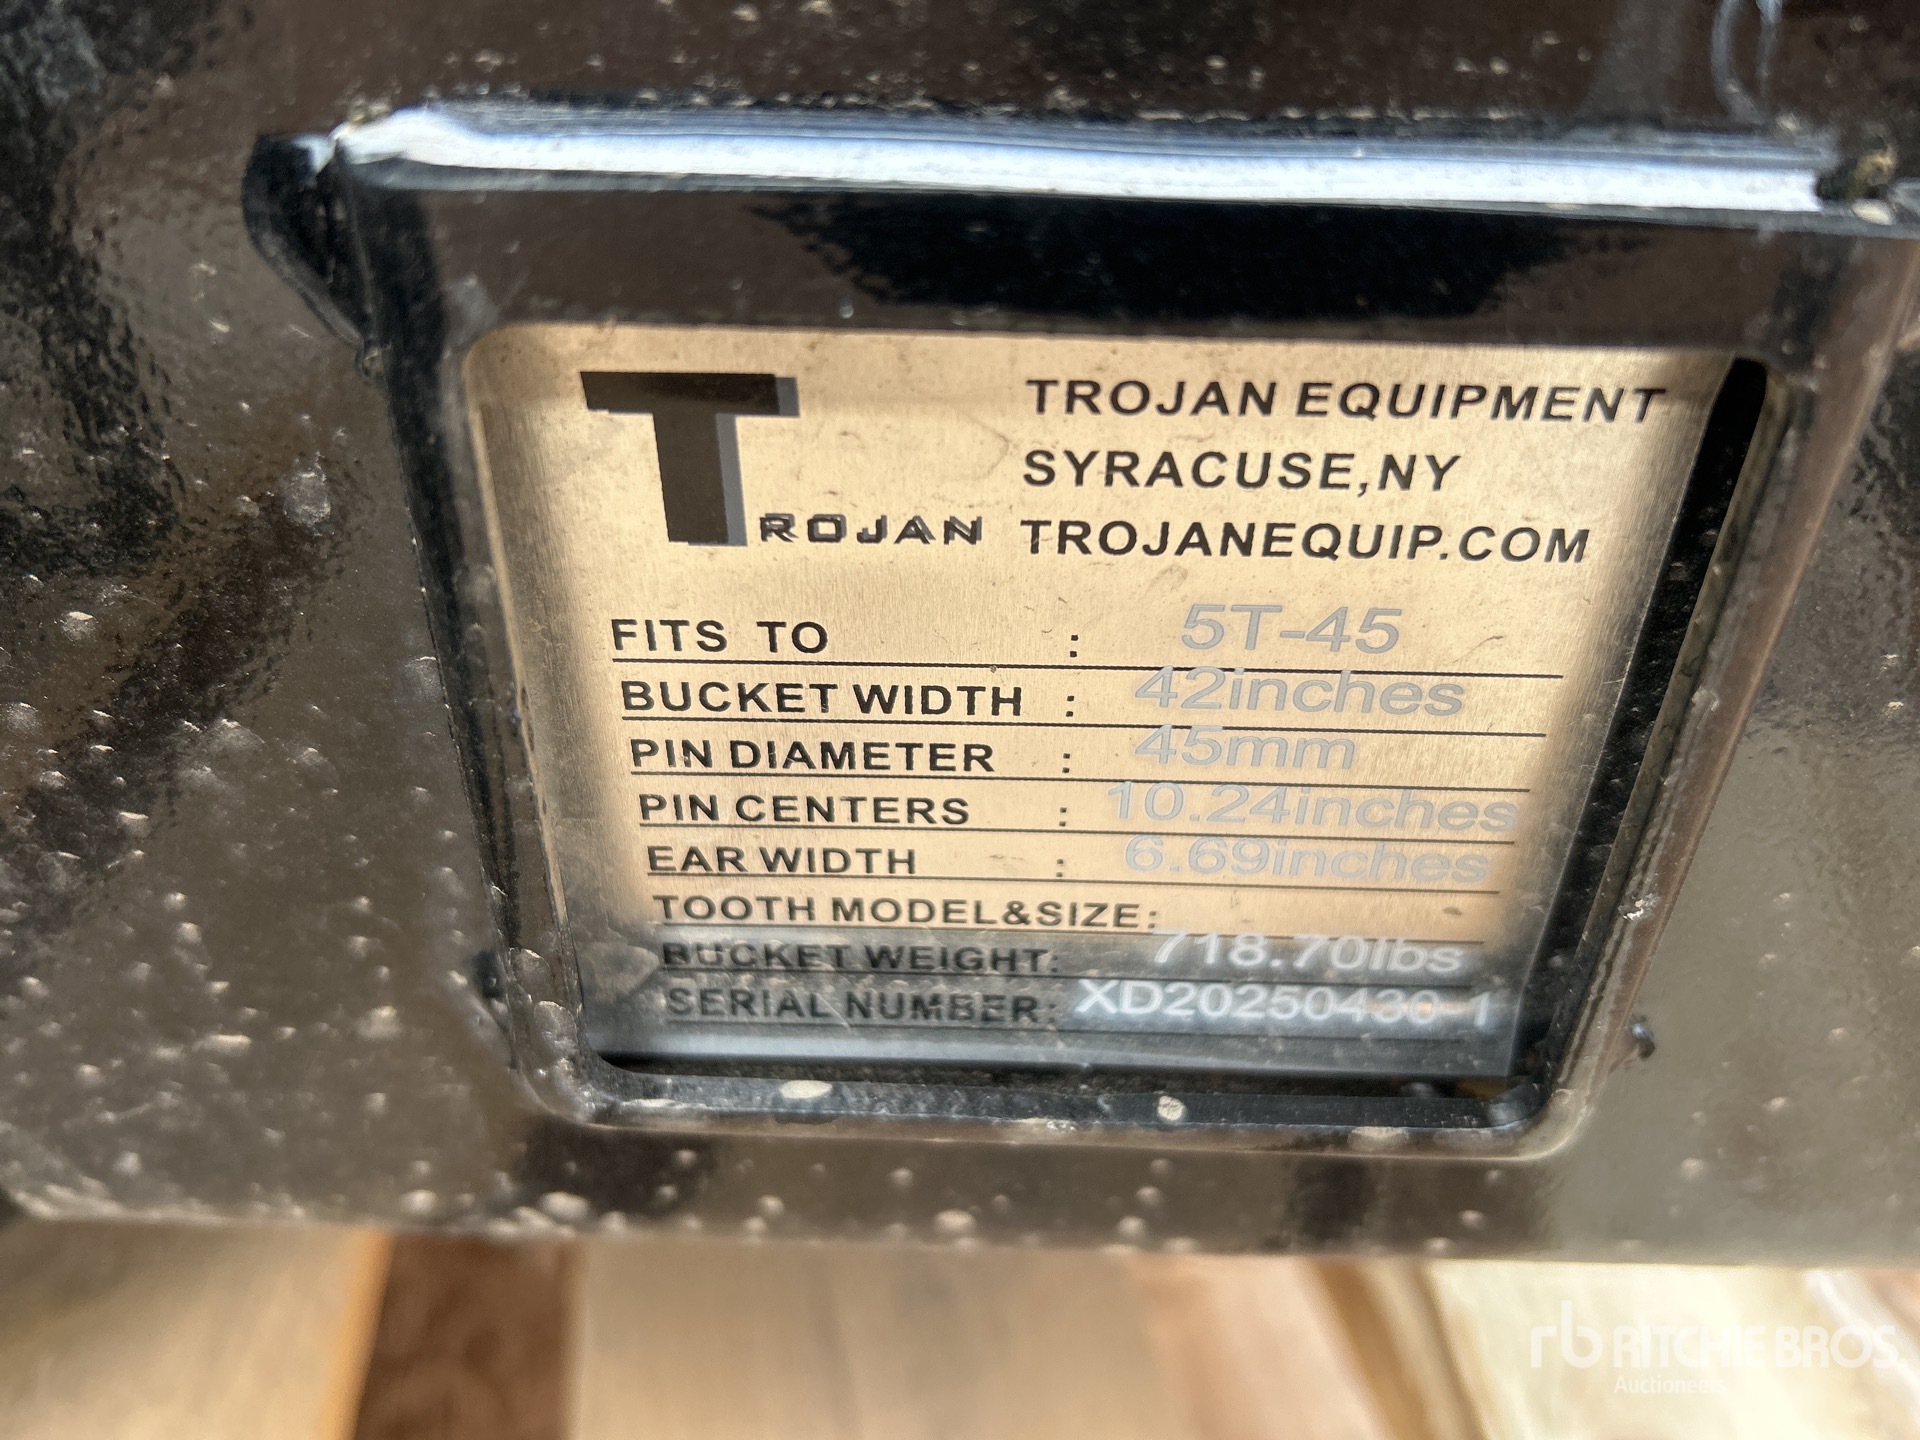 TROJAN
TROJAN EQUIPMENT
SYRACUSE,NY
TROJANEQUIP.COM
FITS TO : 5T-45
BUCKET WIDTH : 42inches
PIN DIAMETER : 45mm
PIN CENTERS : 10.24inches
EAR WIDTH : 6.69inches
TOOTH MODEL&SIZE:
BUCKET WEIGHT: 718.70lbs
SERIAL NUMBER: XD20250430-1
rb RITCHIE BROS.
Auctioneers